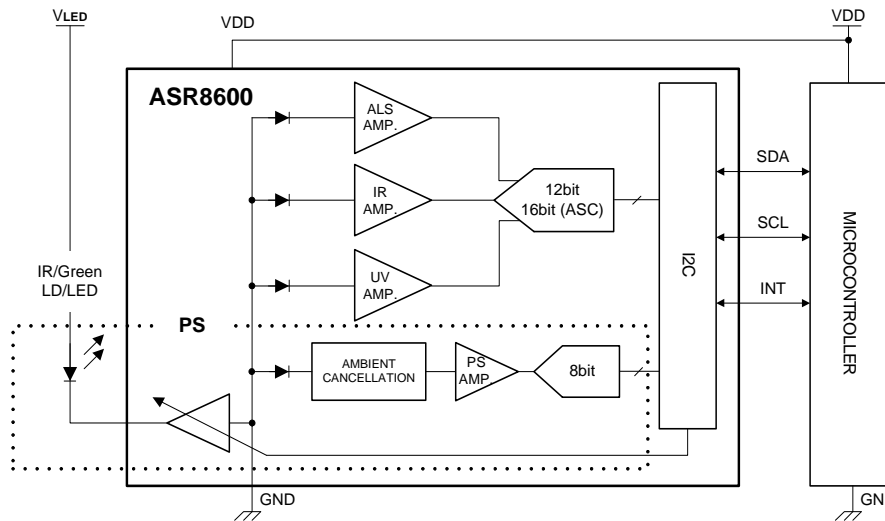 VLED
VDD
VDD
ASR8600
ALS
AMP.
IR
AMP.
UV
AMP.
12bit
16bit (ASC)
I2C
SDA
SCL
INT
MICROCONTROLLER
IR/Green
LD/LED
PS
AMBIENT
CANCELLATION
PS
AMP.
8bit
GND
GN